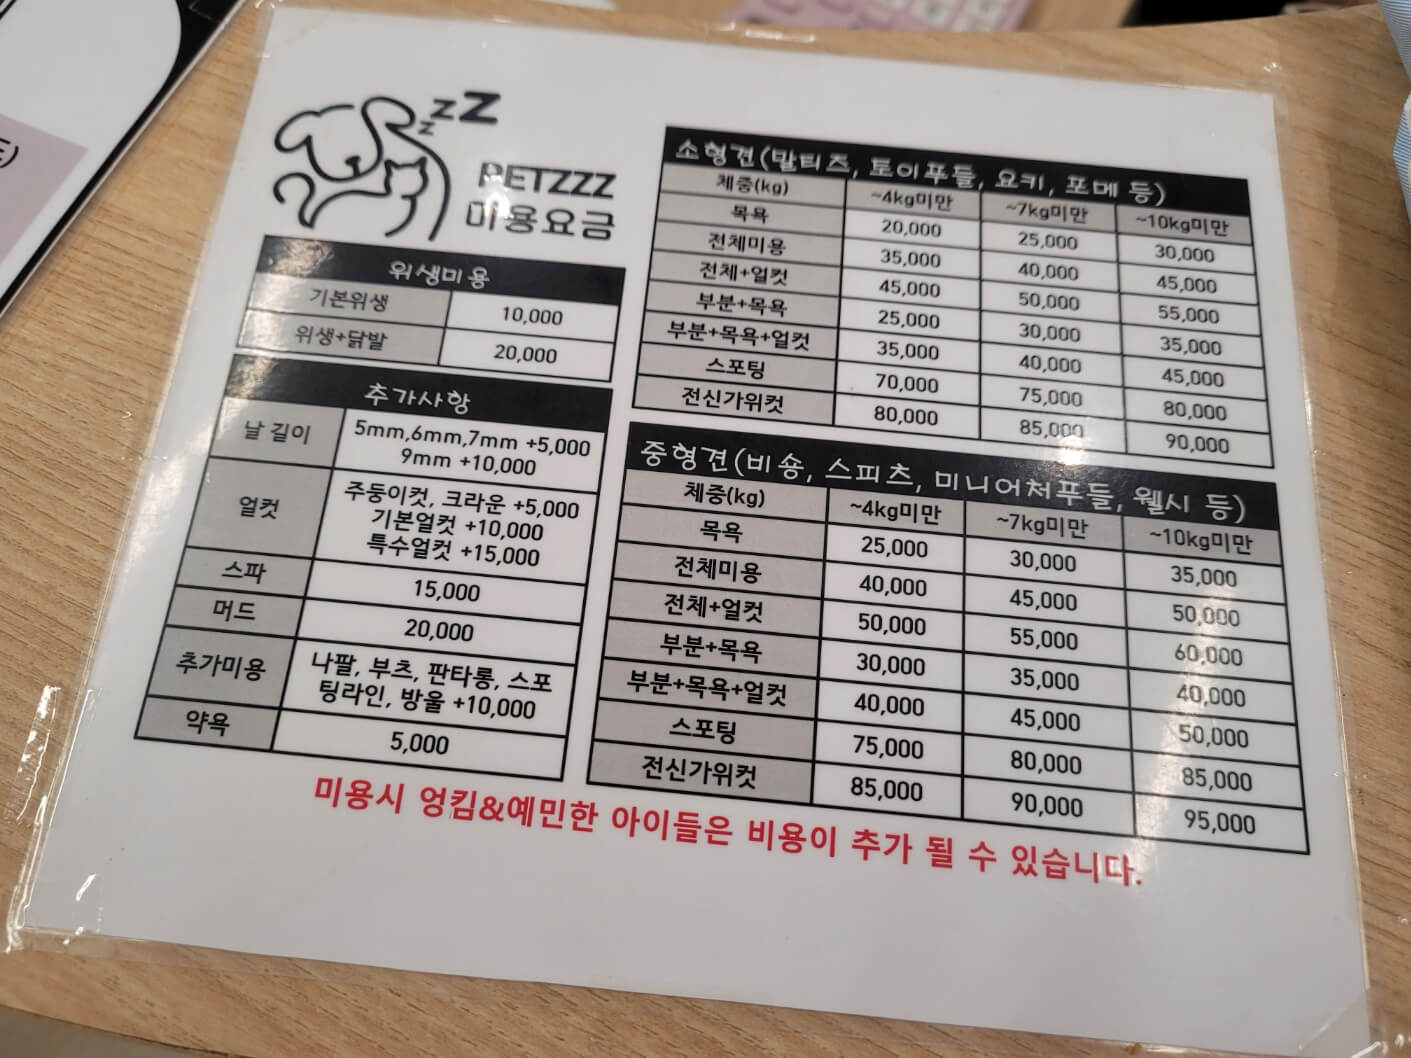 zzZ
PETZZZ
미용요금
위생미용
기본위생 10,000
위생+닭발 20,000
추가사항
날 길이 5mm,6mm,7mm +5,000
9mm +10,000
얼컷 주둥이컷, 크라운 +5,000
기본얼컷 +10,000
특수얼컷 +15,000
스파 15,000
머드 20,000
추가미용 나팔, 부츠, 판타롱, 스포
팅라인, 방울 +10,000
약욕 5,000
소형견(말티즈, 토이푸들, 요키, 포메 등)
체중(kg) ~4kg미만 ~7kg미만 ~10kg미만
목욕 20,000 25,000 30,000
전체미용 35,000 40,000 45,000
전체+얼컷 45,000 50,000 55,000
부분+목욕 25,000 30,000 35,000
부분+목욕+얼컷 35,000 40,000 45,000
스포팅 70,000 75,000 80,000
전신가위컷 80,000 85,000 90,000
중형견(비숑, 스피츠, 미니어처푸들, 웰시 등)
체중(kg) ~4kg미만 ~7kg미만 ~10kg미만
목욕 25,000 30,000 35,000
전체미용 40,000 45,000 50,000
전체+얼컷 50,000 55,000 60,000
부분+목욕 30,000 35,000 40,000
부분+목욕+얼컷 40,000 45,000 50,000
스포팅 75,000 80,000 85,000
전신가위컷 85,000 90,000 95,000
미용시 엉킴&예민한 아이들은 비용이 추가 될 수 있습니다.